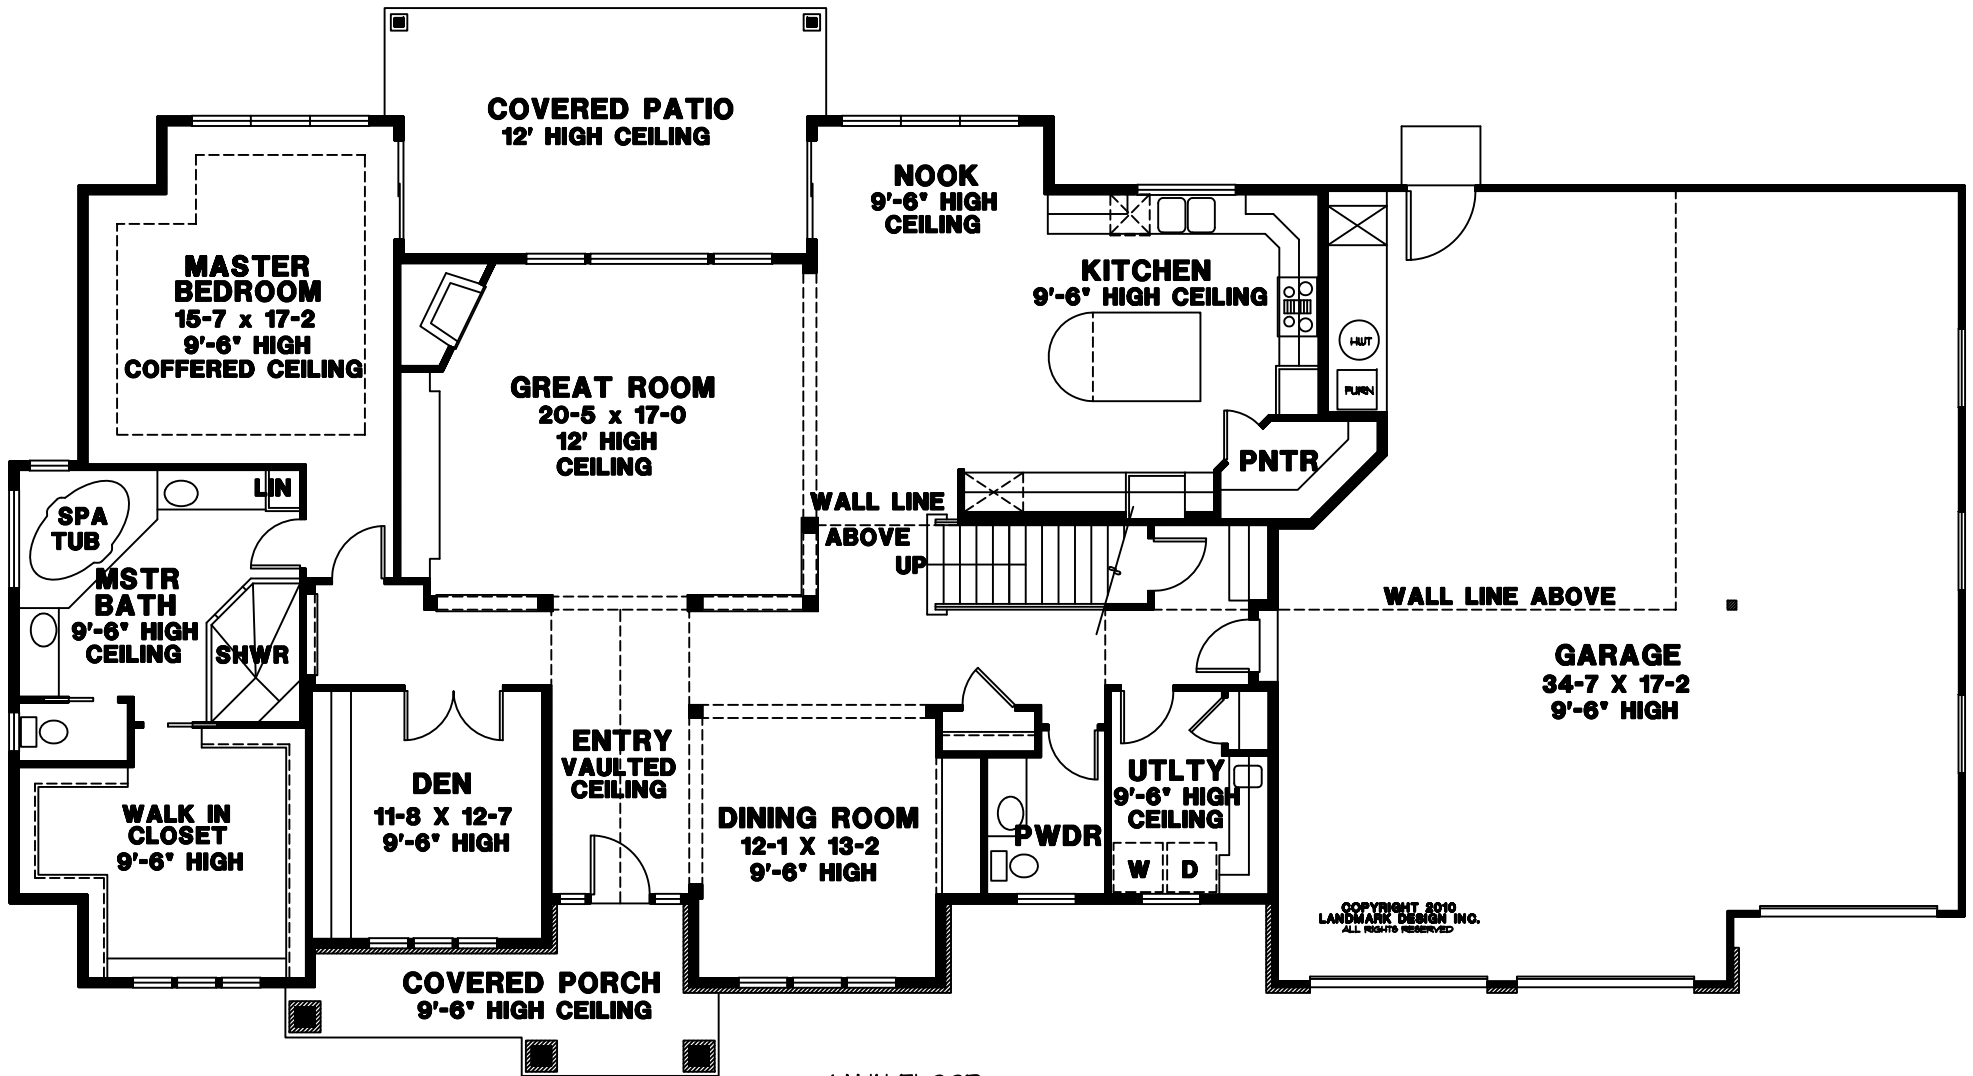 COVERED PATIO
12' HIGH CEILING
NOOK
9'-6" HIGH
CEILING
MASTER
BEDROOM
15-7 x 17-2
9'-6" HIGH
COFFERED CEILING
KITCHEN
9'-6" HIGH CEILING
HWT
FURN
GREAT ROOM
20-5 x 17-0
12' HIGH
CEILING
PNTR
LIN
SPA
TUB
WALL LINE
ABOVE
UP
MSTR
BATH
9'-6" HIGH
CEILING
SHWR
WALL LINE ABOVE
GARAGE
34-7 X 17-2
9'-6" HIGH
ENTRY
VAULTED
CEILING
DEN
11-8 X 12-7
9'-6" HIGH
UTLTY
9'-6" HIGH
CEILING
WALK IN
CLOSET
9'-6" HIGH
DINING ROOM
12-1 X 13-2
9'-6" HIGH
PWDR
W
D
COPYRIGHT 2010
LANDMARK DESIGN INC.
ALL RIGHTS RESERVED
COVERED PORCH
9'-6" HIGH CEILING